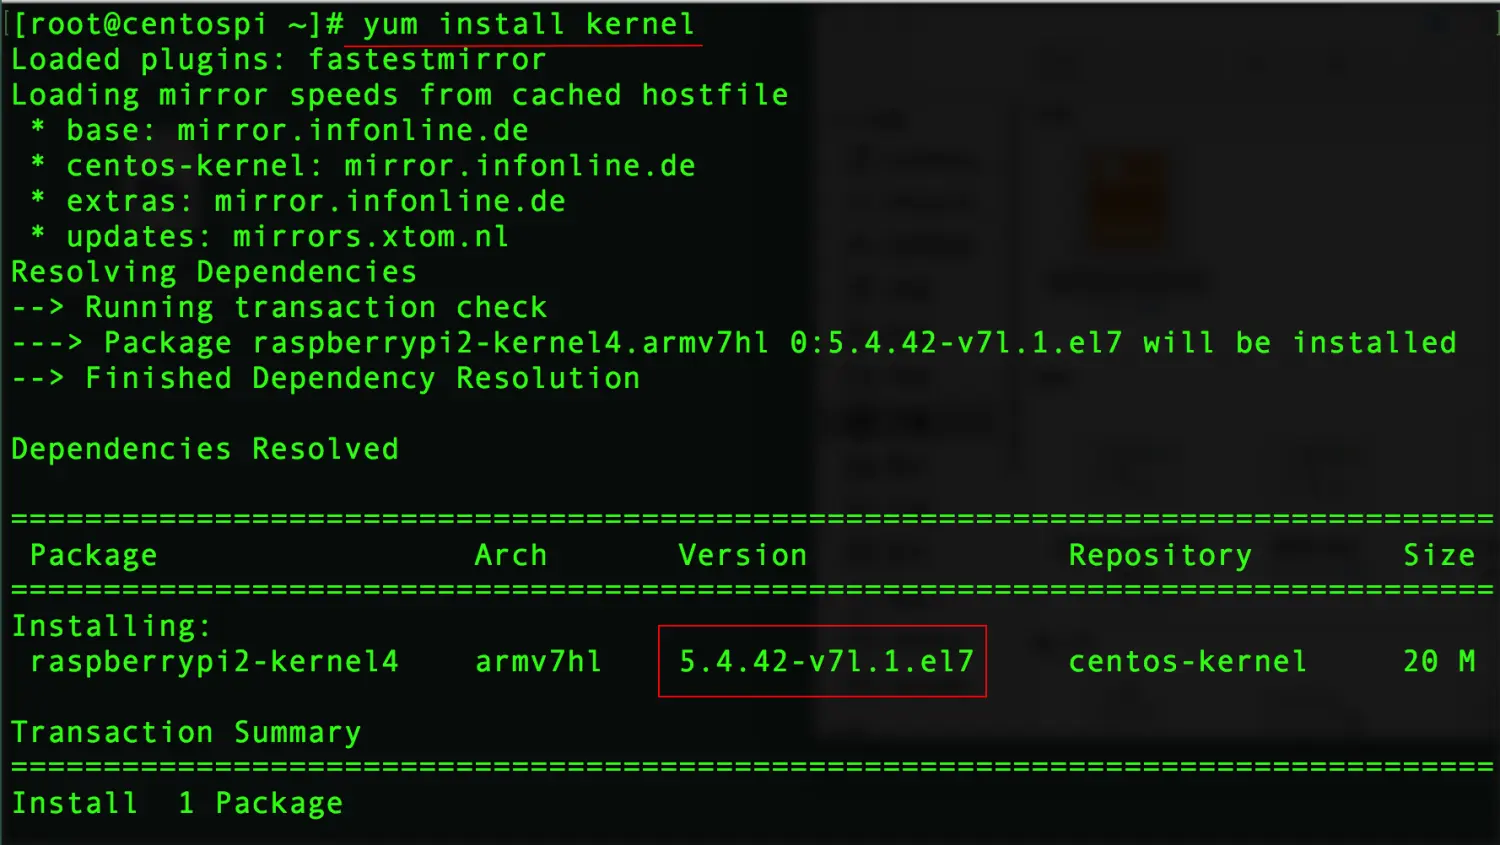 [[root@centospi ~]# yum install kernel
Loaded plugins: fastestmirror
Loading mirror speeds from cached hostfile
 * base: mirror.infonline.de
 * centos-kernel: mirror.infonline.de
 * extras: mirror.infonline.de
 * updates: mirrors.xtom.nl
Resolving Dependencies
--> Running transaction check
---> Package raspberrypi2-kernel4.armv7hl 0:5.4.42-v7l.1.el7 will be installed
--> Finished Dependency Resolution
Dependencies Resolved
================================================================================
 Package Arch Version Repository Size
================================================================================
Installing:
 raspberrypi2-kernel4 armv7hl 5.4.42-v7l.1.el7 centos-kernel 20 M
Transaction Summary
================================================================================
Install  1 Package